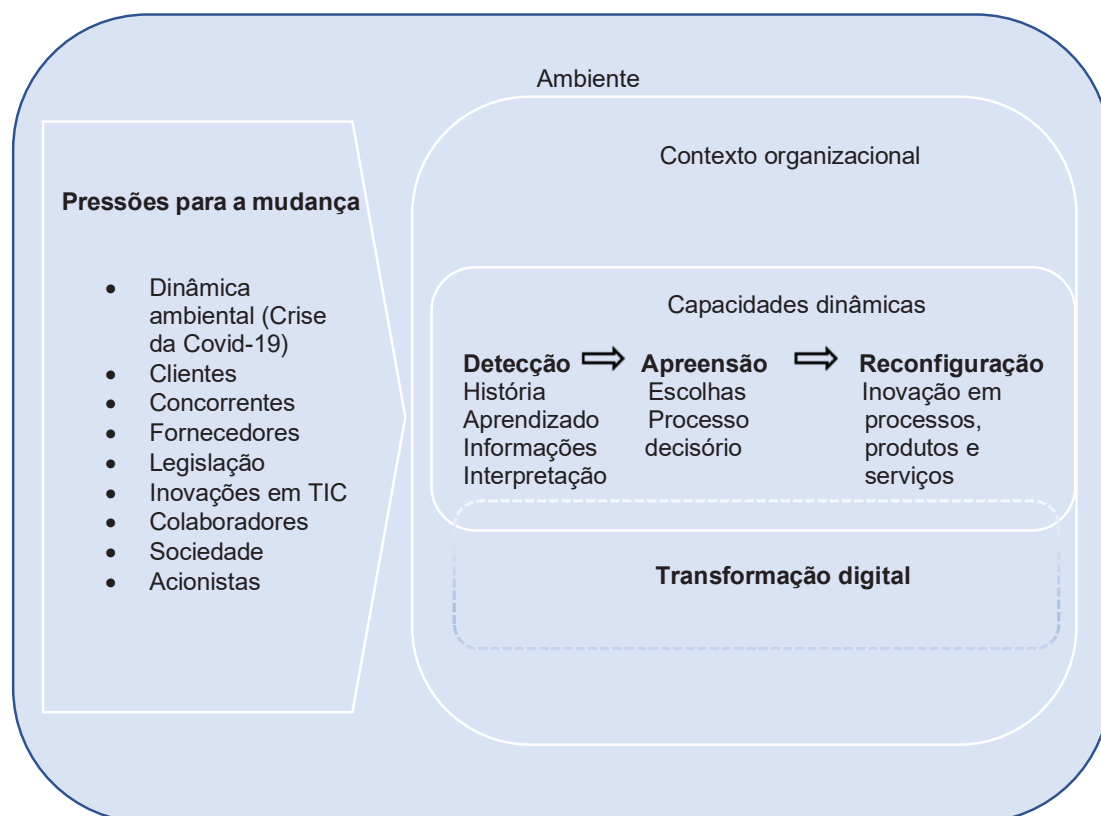 Ambiente
Contexto organizacional
Pressões para a mudança
• Dinâmica
ambiental (Crise
da Covid-19)
• Clientes
• Concorrentes
• Fornecedores
• Legislação
• Inovações em TIC
• Colaboradores
• Sociedade
• Acionistas
Capacidades dinâmicas
Detecção
História
Aprendizado
Informações
Interpretação
Apreensão
Escolhas
Processo
decisório
Reconfiguração
Inovação em
processos,
produtos e
serviços
Transformação digital